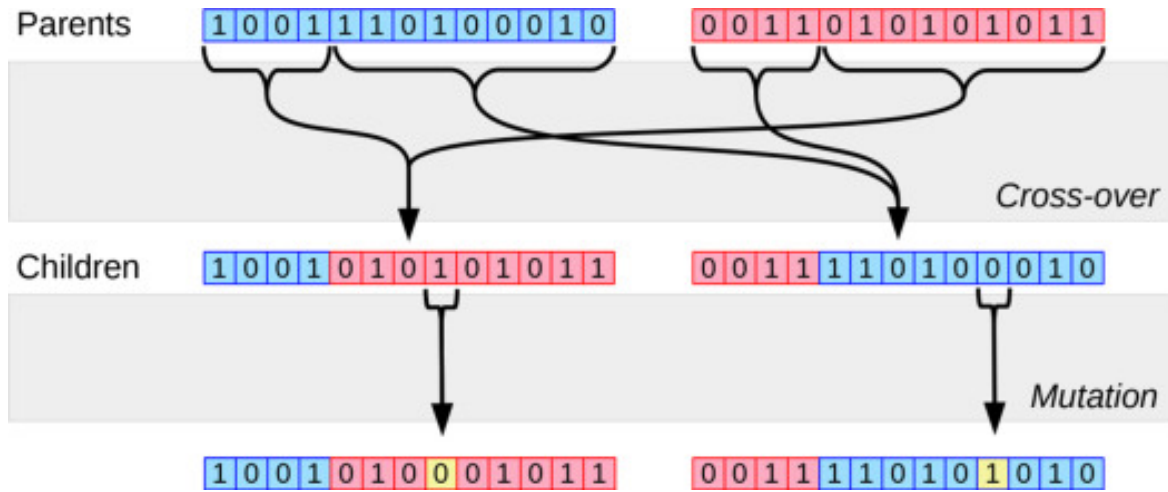 Parents 1 0 0 1 1 1 0 1 0 0 0 1 0 0 0 1 1 0 1 0 1 0 1 0 1 1
Cross-over
Children 1 0 0 1 0 1 0 1 0 1 0 1 1 0 0 1 1 1 1 0 1 0 0 0 1 0
Mutation
1 0 0 1 0 1 0 0 0 1 0 1 1 0 0 1 1 1 1 0 1 0 1 0 1 0